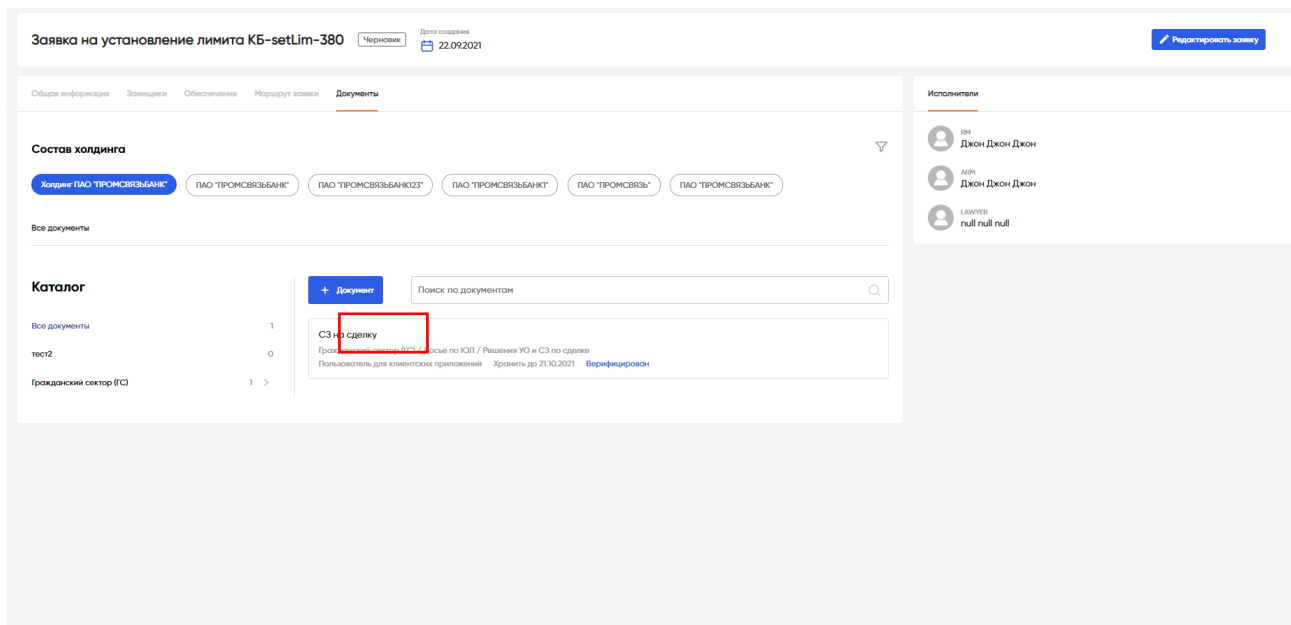 Дата создания
Заявка на установление лимита КБ-setLim-380 Черновик 22.09.2021 Редактировать заявку
Общая информация Заемщики Обеспечение Маршрут заявки Документы
Состав холдинга
Холдинг ПАО "ПРОМСВЯЗЬБАНК" ПАО "ПРОМСВЯЗЬБАНК" ПАО "ПРОМСВЯЗЬБАНК123" ПАО "ПРОМСВЯЗЬБАНК1" ПАО "ПРОМСВЯЗЬ" ПАО "ПРОМСВЯЗЬБАНК"
Все документы
Каталог
Все документы 1
тест2 0
Гражданский сектор (ГС) 1 >
+ Документ Поиск по документам
СЗ на сделку
Гражданский сектор (ГС) / Досье по ЮЛ / Решения УО и СЗ по сделке
Пользователь для клиентских приложений Хранить до 21.10.2021 Верифицирован
Исполнители
RM
Джон Джон Джон
ARM
Джон Джон Джон
LAWYER
null null null